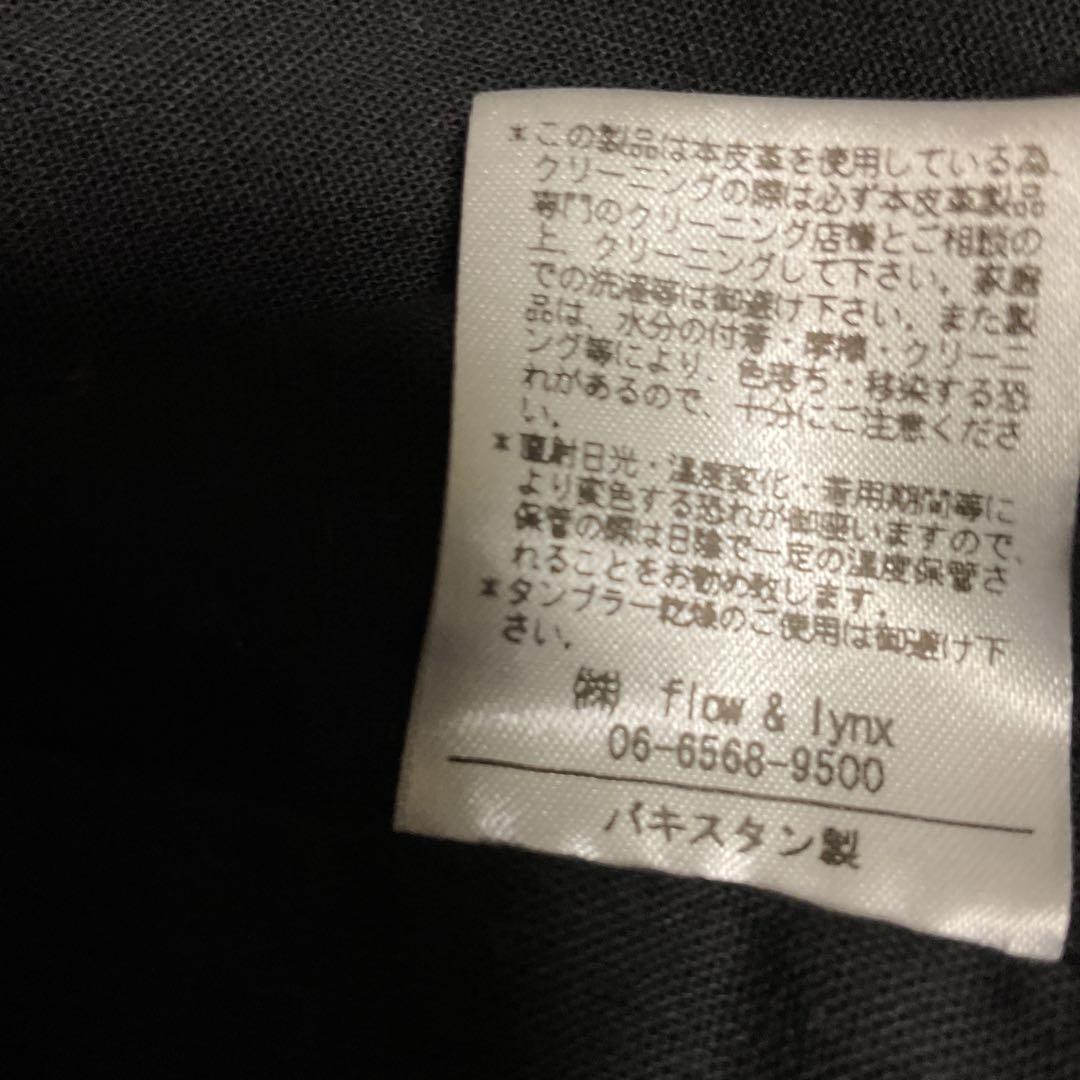 *この製品は本皮革を使用している為、
クリーニングの際は必ず本皮革製品
専門のクリーニング店様とご相談の
上、クリーニングして下さい。家庭
での洗濯等は御避け下さい。また製
品は、水分の付着・摩擦・クリーニ
ング等により、色落ち・移染する恐
れがあるので、十分にご注意くださ
い。
*直射日光・温度変化・着用期間等に
より変色する恐れが御座いますので、
保管の際は日陰で一定の温度保管さ
れることをお勧め致します。
*タンブラー乾燥のご使用は御避け下
さい。
㈱ flow & lynx
06-6568-9500
パキスタン製